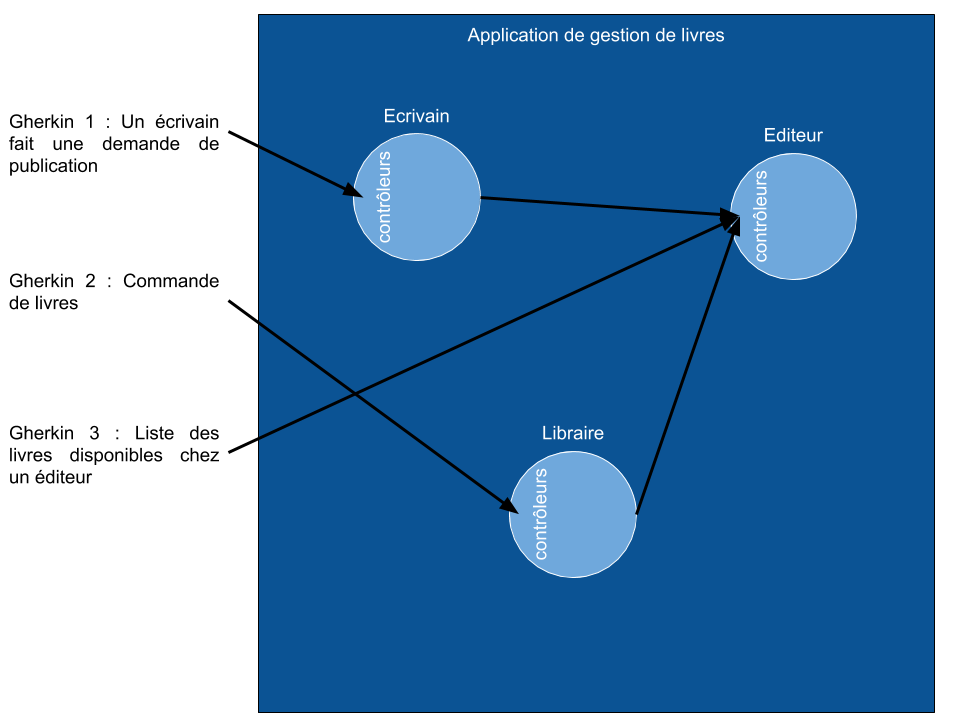 Application de gestion de livres
Gherkin 1 : Un écrivain
fait une demande de
publication
Ecrivain
contrôleurs
Editeur
contrôleurs
Gherkin 2 : Commande
de livres
Gherkin 3 : Liste des
livres disponibles chez
un éditeur
Libraire
contrôleurs